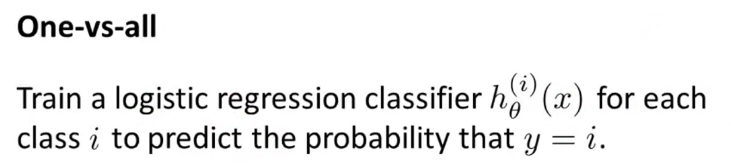 One-vs-all
Train a logistic regression classifier $h_\theta^{(i)}(x)$ for each
class $i$ to predict the probability that $y = i$.